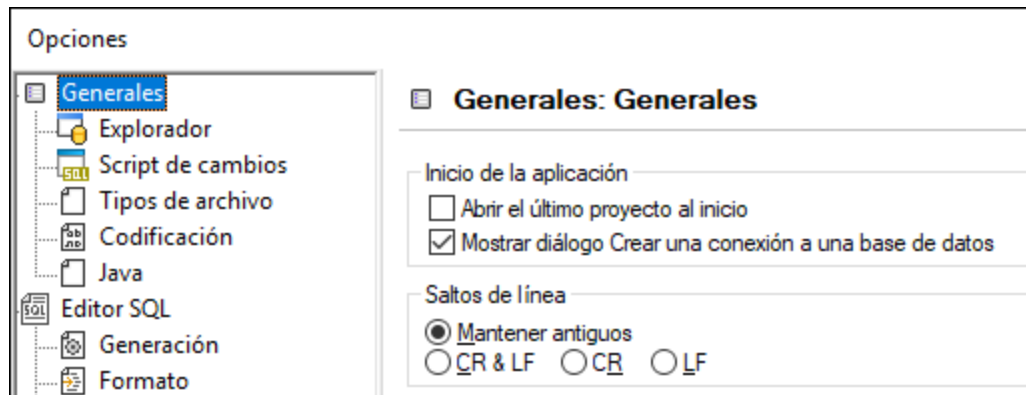 Opciones
Generales
Explorador
Script de cambios
Tipos de archivo
Codificación
Java
Editor SQL
Generación
Formato
Generales: Generales
Inicio de la aplicación
Abrir el último proyecto al inicio
Mostrar diálogo Crear una conexión a una base de datos
Saltos de línea
Mantener antiguos
CR & LF CR LF